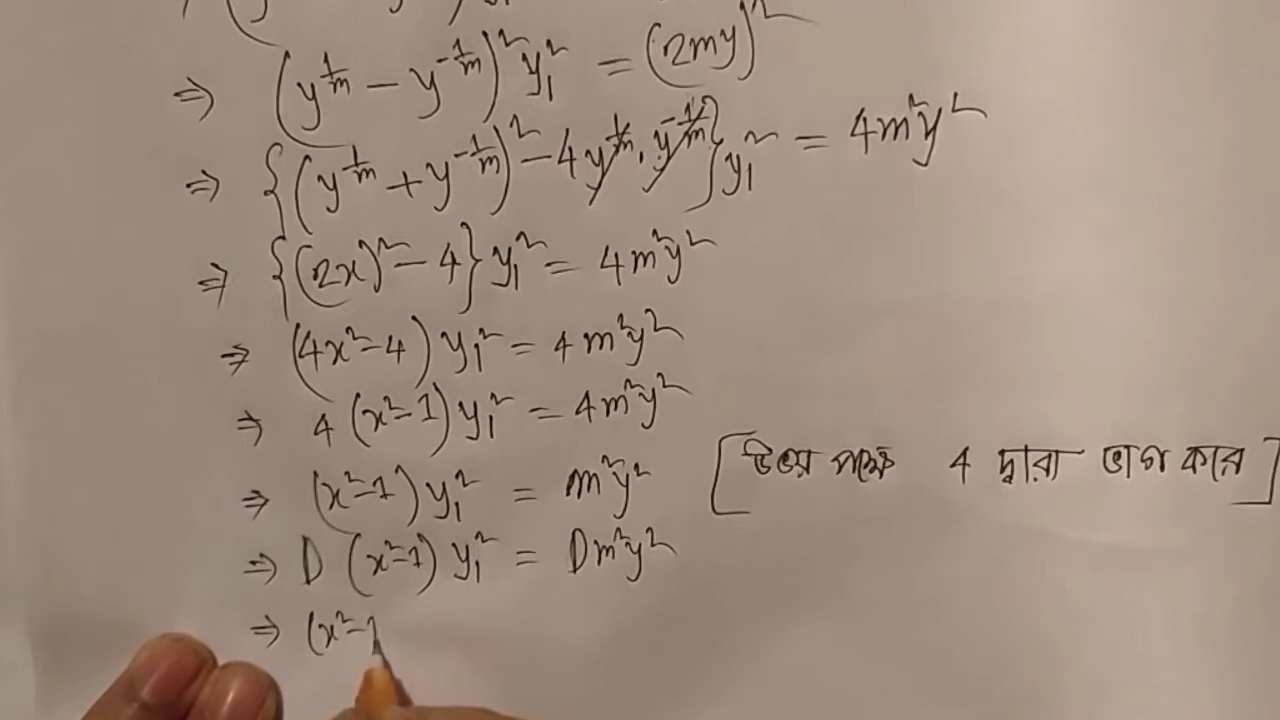 ⇒ (y^{1/m} − y^{−1/m})² y₁² = (2my)²
⇒ {(y^{1/m} + y^{−1/m})² − 4y^{1/m} · y^{−1/m}} y₁² = 4m²y²
⇒ {(2x)² − 4} y₁² = 4m²y²
⇒ (4x² − 4) y₁² = 4m²y²
⇒ 4 (x² − 1) y₁² = 4m²y²
⇒ (x² − 1) y₁² = m²y² [উভয় পক্ষে 4 দ্বারা ভাগ করে]
⇒ D (x² − 1) y₁² = D m²y²
⇒ (x² − 1